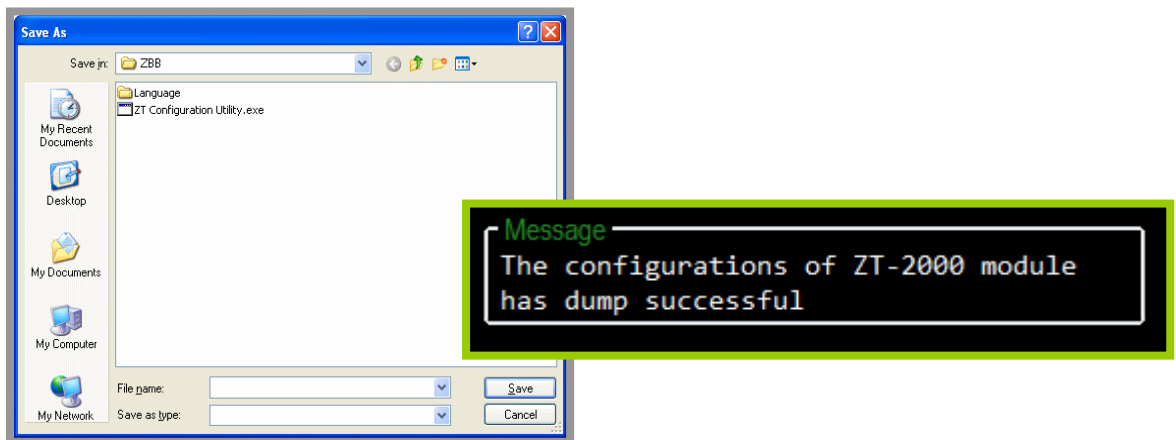 Save As
Save in:
ZBB
Language
ZT Configuration Utility.exe
My Recent
Documents
Desktop
My Documents
My Computer
My Network
File name:
Save
Save as type:
Cancel
Message
The configurations of ZT-2000 module
has dump successful